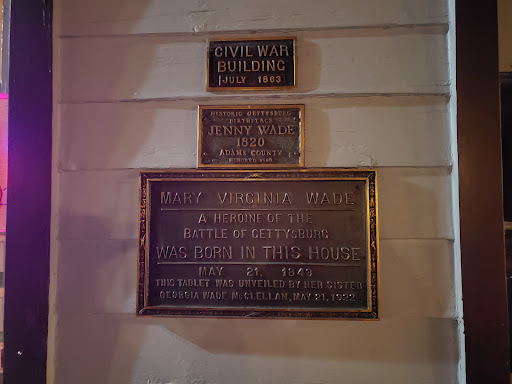 CIVIL WAR
BUILDING
JULY 1863
HISTORIC GETTYSBURG
BIRTHPLACE
JENNY WADE
1820
ADAMS COUNTY
MARY VIRGINIA WADE
A HEROINE OF THE
BATTLE OF GETTYSBURG
WAS BORN IN THIS HOUSE
MAY 21, 1843
THIS TABLET WAS UNVEILED BY HER SISTER
GEORGIA WADE McCLELLAN, MAY 21, 1922